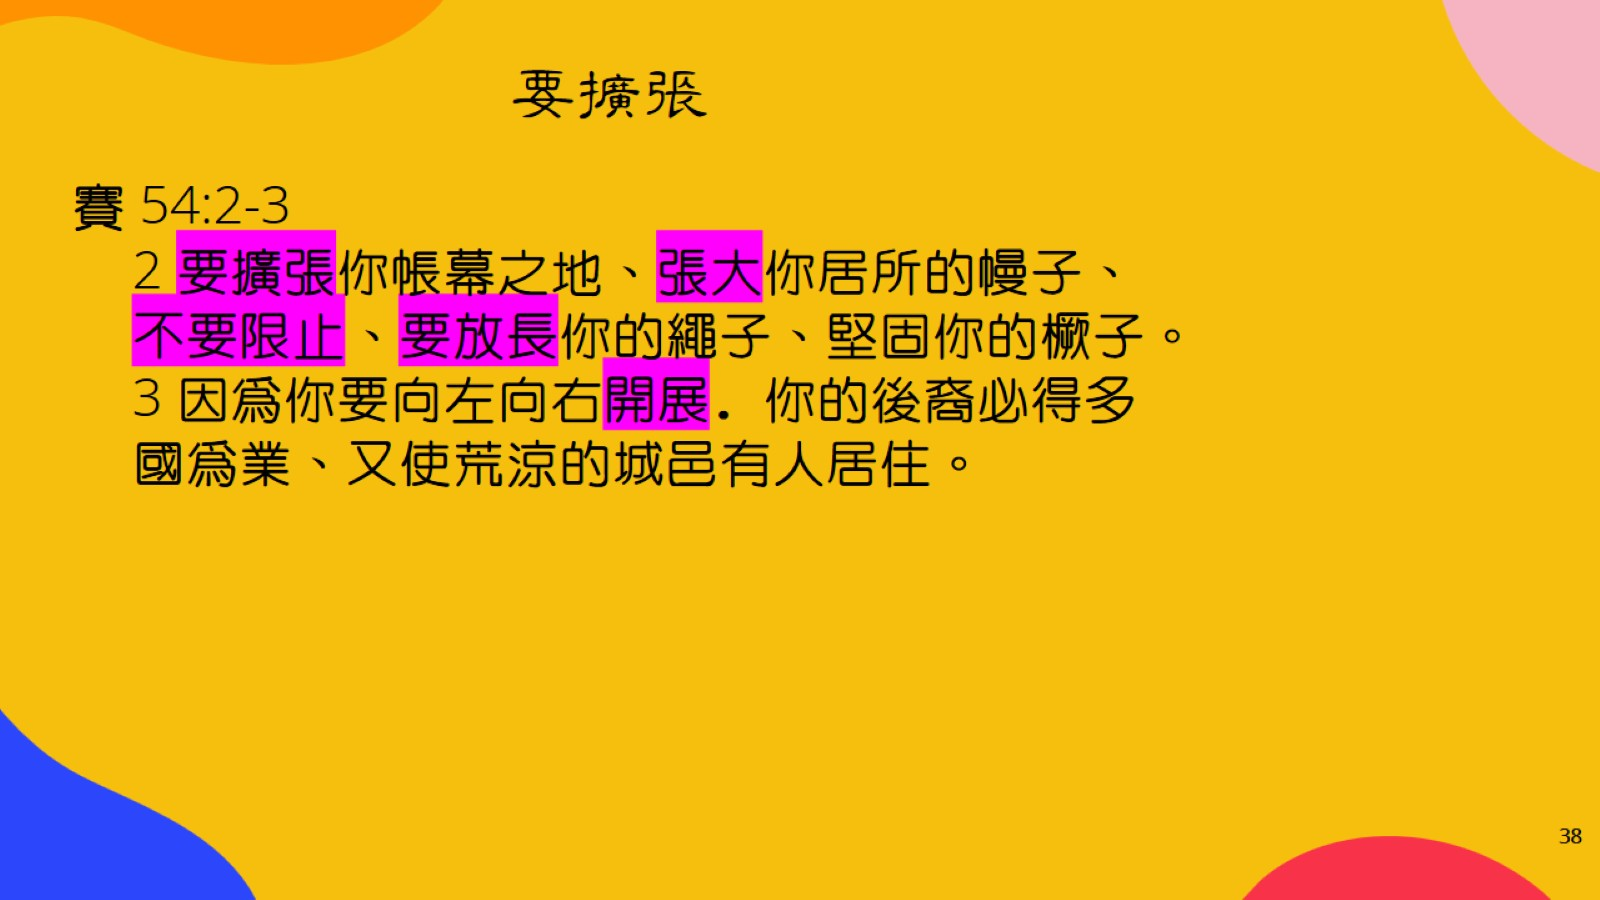 要擴張
賽 54:2-3
2 要擴張你帳幕之地、張大你居所的幔子、
不要限止、要放長你的繩子、堅固你的橛子。
3 因爲你要向左向右開展．你的後裔必得多
國爲業、又使荒涼的城邑有人居住。
38